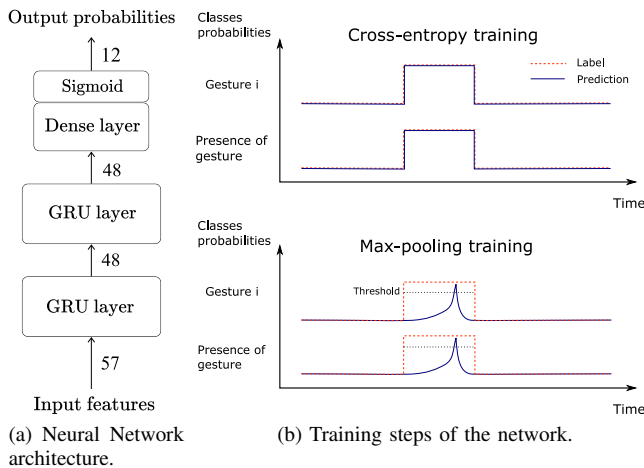 Output probabilities
12
Sigmoid
Dense layer
48
GRU layer
48
GRU layer
57
Input features
(a) Neural Network
architecture.
Classes
probabilities
Cross-entropy training
Label
Prediction
Gesture i
Presence of
gesture
Time
Classes
probabilities
Max-pooling training
Threshold
Gesture i
Presence of
gesture
Time
(b) Training steps of the network.